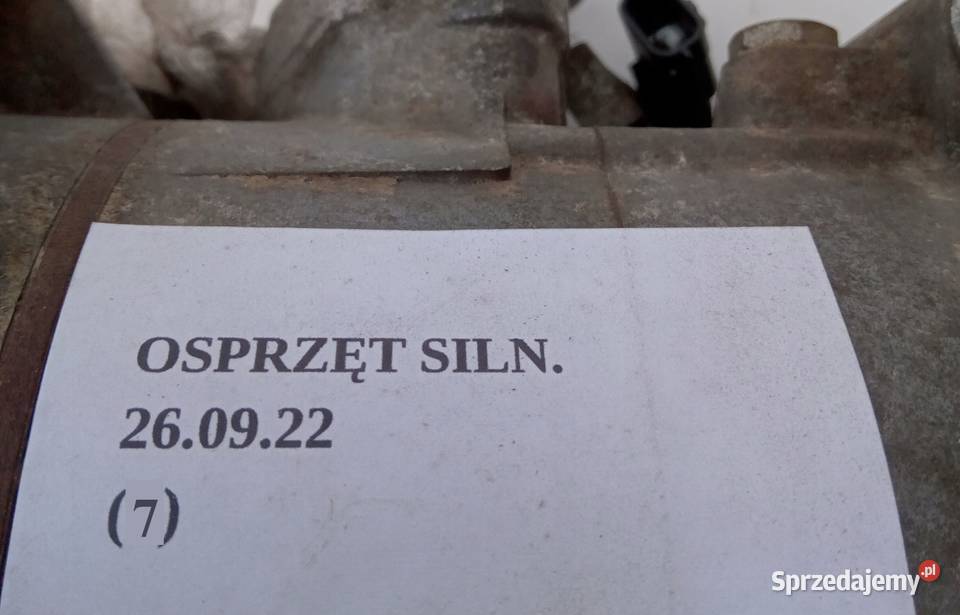 OSPRZĘT SILN.
26.09.22
(7)
Sprzedajemy.pl